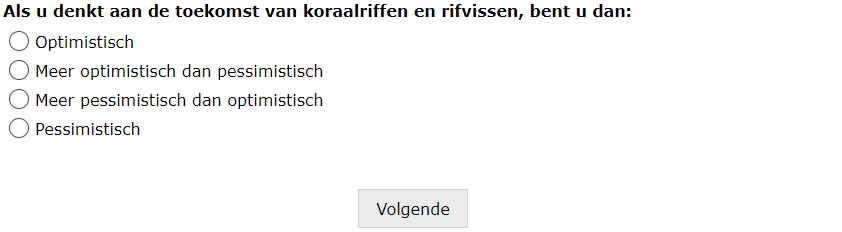 Als u denkt aan de toekomst van koraalriffen en rifvissen, bent u dan:
Optimistisch
Meer optimistisch dan pessimistisch
Meer pessimistisch dan optimistisch
Pessimistisch
Volgende